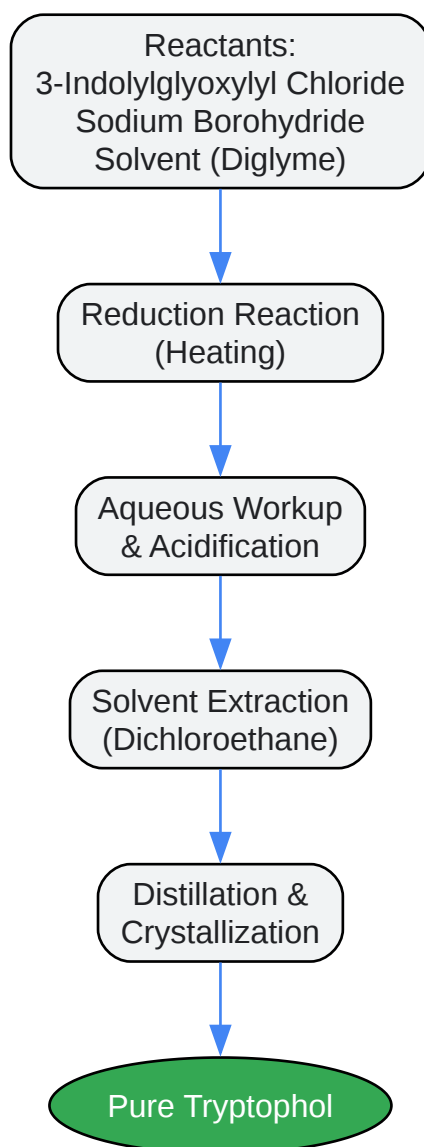 Reactants:
3-Indolylglyoxylyl Chloride
Sodium Borohydride
Solvent (Diglyme)
Reduction Reaction
(Heating)
Aqueous Workup
& Acidification
Solvent Extraction
(Dichloroethane)
Distillation &
Crystallization
Pure Tryptophol